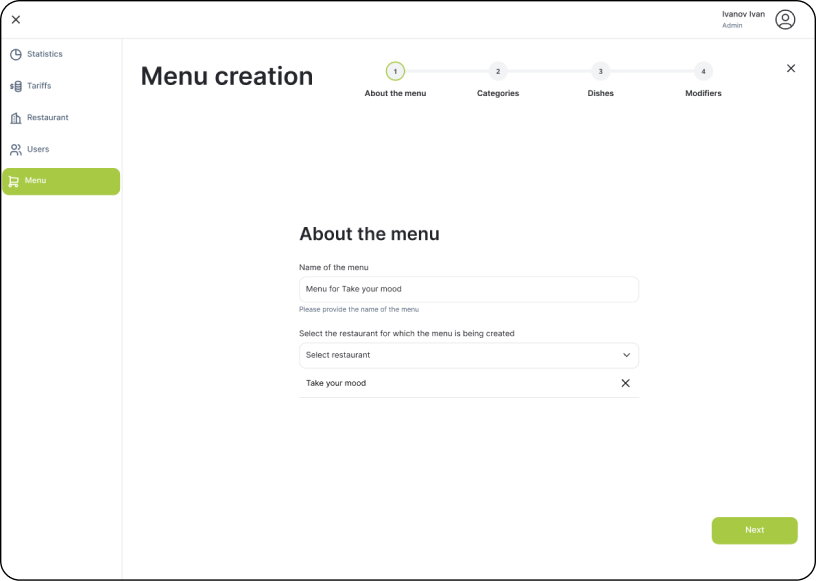 Ivanov Ivan
Admin
Statistics
Tariffs
Restaurant
Users
Menu
Menu creation
1
About the menu
2
Categories
3
Dishes
4
Modifiers
About the menu
Name of the menu
Menu for Take your mood
Please provide the name of the menu
Select the restaurant for which the menu is being created
Select restaurant
Take your mood
Next